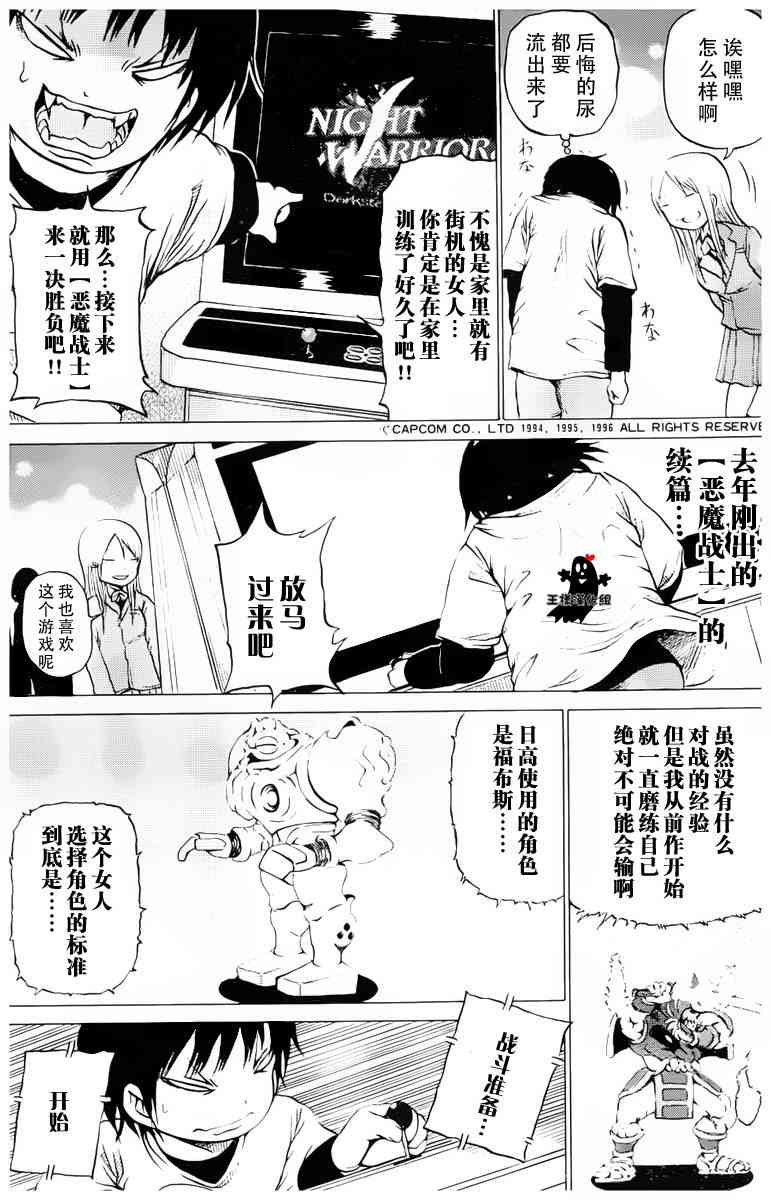 诶嘿嘿
怎么样啊
后悔的尿
都要
流出来了
わな
わな
NIGHT
WARRIOR
不愧是家里就有
街机的女人…
你肯定是在家里
训练了好久了吧!!
那么…接下来
就用【恶魔战士】
来一决胜负吧!!
CAPCOM CO., LTD 1994, 1995, 1996 ALL RIGHTS RESERVE
去年刚出的
【恶魔战士】的
续篇…
放马
过来吧
我也喜欢
这个游戏呢
虽然没有什么
对战的经验
但是我从前作开始
就一直磨练自己
绝对不可能会输啊
日高使用的角色
是福布斯……
这个女人
选择角色的标准
到底是……
战斗准备…
开始